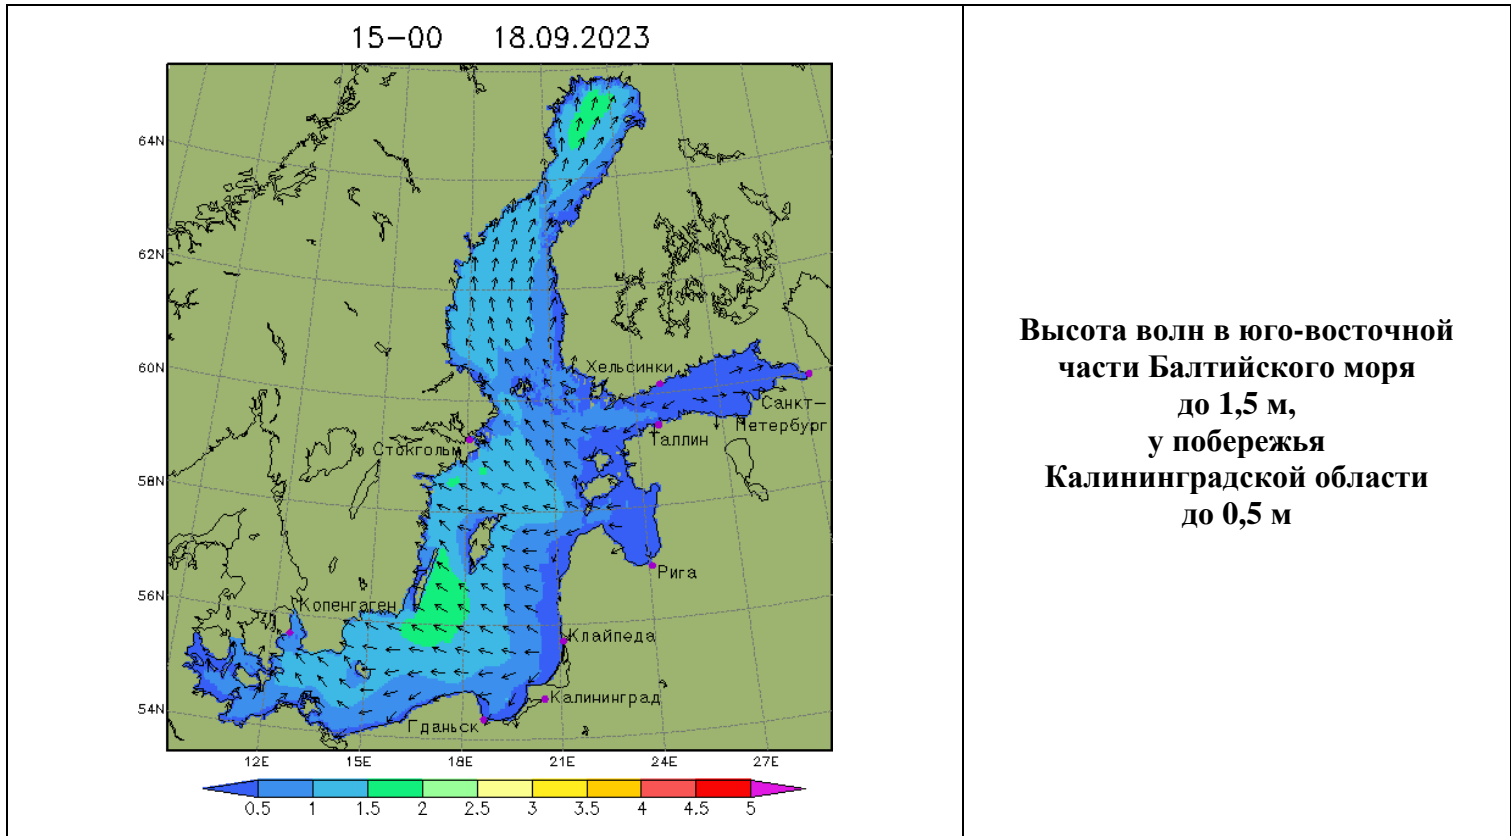 15-00 18.09.2023
64N
62N
Хельсинки
60N
Санкт-
Петербург
Таллин
Стокгольм
58N
Рига
56N
Копенгаген
Клайпеда
Калининград
54N
Гданьск
12E 15E 18E 21E 24E 27E
0.5 1 1.5 2 2.5 3 3.5 4 4.5 5
Высота волн в юго-восточной
части Балтийского моря
до 1,5 м,
у побережья
Калининградской области
до 0,5 м